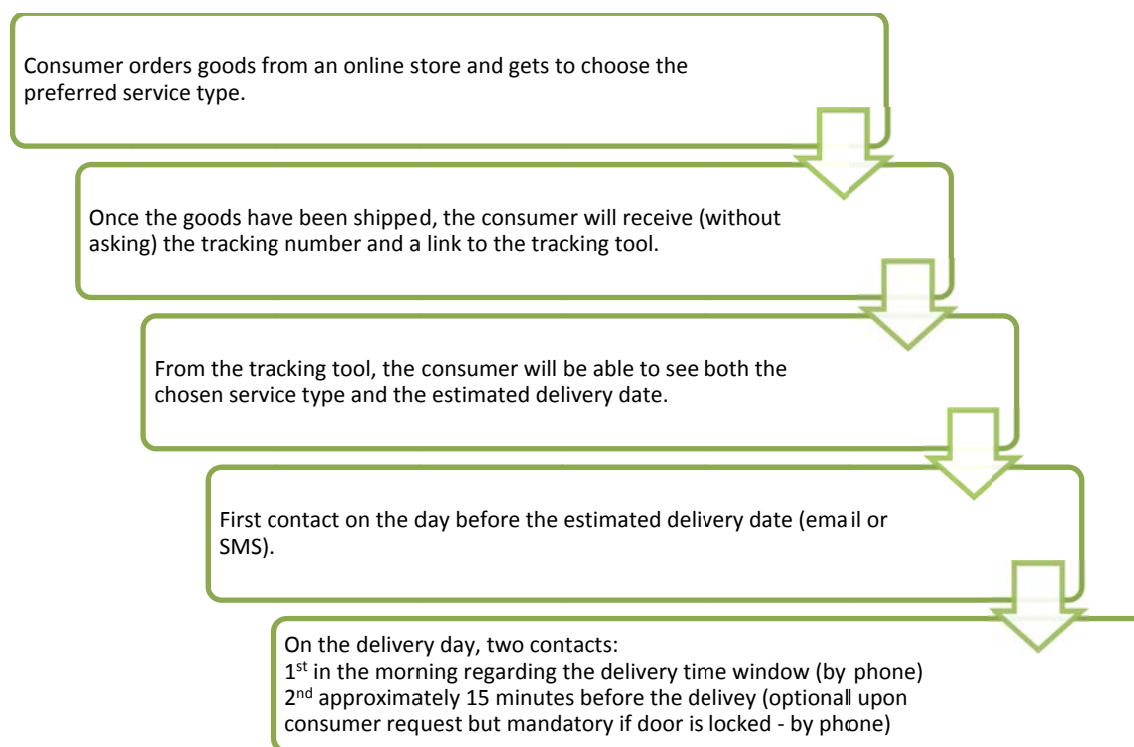 Consumer orders goods from an online store and gets to choose the
preferred service type.
Once the goods have been shipped, the consumer will receive (without
asking) the tracking number and a link to the tracking tool.
From the tracking tool, the consumer will be able to see both the
chosen service type and the estimated delivery date.
First contact on the day before the estimated delivery date (email or
SMS).
On the delivery day, two contacts:
1st in the morning regarding the delivery time window (by phone)
2nd approximately 15 minutes before the delivey (optional upon
consumer request but mandatory if door is locked - by phone)